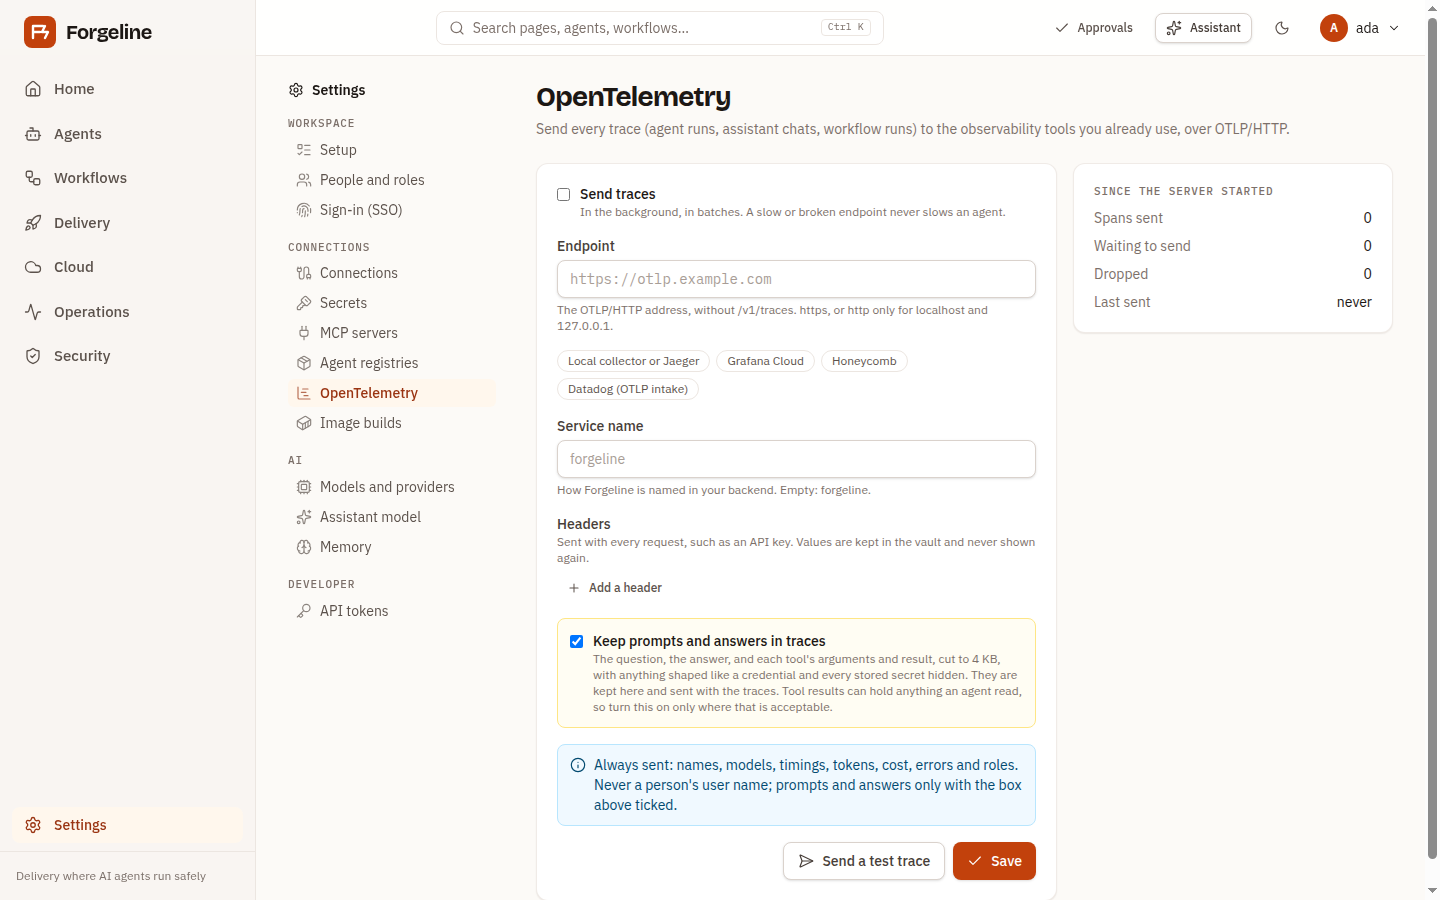 Forgeline
Search pages, agents, workflows...
Ctrl K
Approvals
Assistant
A
ada
Home
Agents
Workflows
Delivery
Cloud
Operations
Security
Settings
Delivery where AI agents run safely
Settings
WORKSPACE
Setup
People and roles
Sign-in (SSO)
CONNECTIONS
Connections
Secrets
MCP servers
Agent registries
OpenTelemetry
Image builds
AI
Models and providers
Assistant model
Memory
DEVELOPER
API tokens
OpenTelemetry
Send every trace (agent runs, assistant chats, workflow runs) to the observability tools you already use, over OTLP/HTTP.
Send traces
In the background, in batches. A slow or broken endpoint never slows an agent.
Endpoint
https://otlp.example.com
The OTLP/HTTP address, without /v1/traces. https, or http only for localhost and
127.0.0.1.
Local collector or Jaeger
Grafana Cloud
Honeycomb
Datadog (OTLP intake)
Service name
forgeline
How Forgeline is named in your backend. Empty: forgeline.
Headers
Sent with every request, such as an API key. Values are kept in the vault and never shown
again.
Add a header
Keep prompts and answers in traces
The question, the answer, and each tool's arguments and result, cut to 4 KB,
with anything shaped like a credential and every stored secret hidden. They are
kept here and sent with the traces. Tool results can hold anything an agent read,
so turn this on only where that is acceptable.
Always sent: names, models, timings, tokens, cost, errors and roles.
Never a person's user name; prompts and answers only with the box
above ticked.
Send a test trace
Save
SINCE THE SERVER STARTED
Spans sent 0
Waiting to send 0
Dropped 0
Last sent never